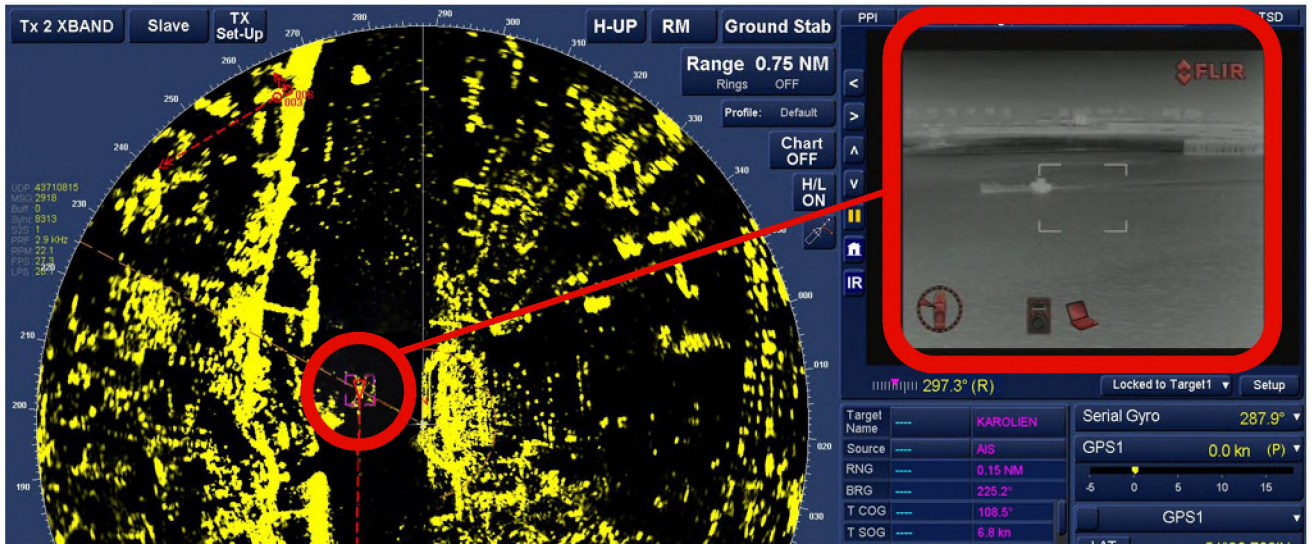 Tx 2 XBAND
Slave
TX
Set-Up
H-UP
RM
Ground Stab
PPI
TSD
Range 0.75 NM
Rings OFF
Profile: Default
Chart
OFF
H/L
ON
UDP: 43710815
MSG: 2918
Buff: 0
Sync: 8313
S2S: 1
PRF: 2.9 kHz
RPM: 22.1
FPS: 27.3
190
200
210
220
230
240
250
260
270
280
290
300
310
320
330
340
000
010
020
030
003
<
>
IR
FLIR
297.3° (R)
Locked to Target1
Setup
Target
Name ---- KAROLIEN
Source ---- AIS
RNG ---- 0.15 NM
BRG ---- 225.2°
T COG ---- 108.5°
T SOG ---- 6.8 kn
Serial Gyro 287.9°
GPS1 0.0 kn (P)
-5 0 5 10 15
GPS1